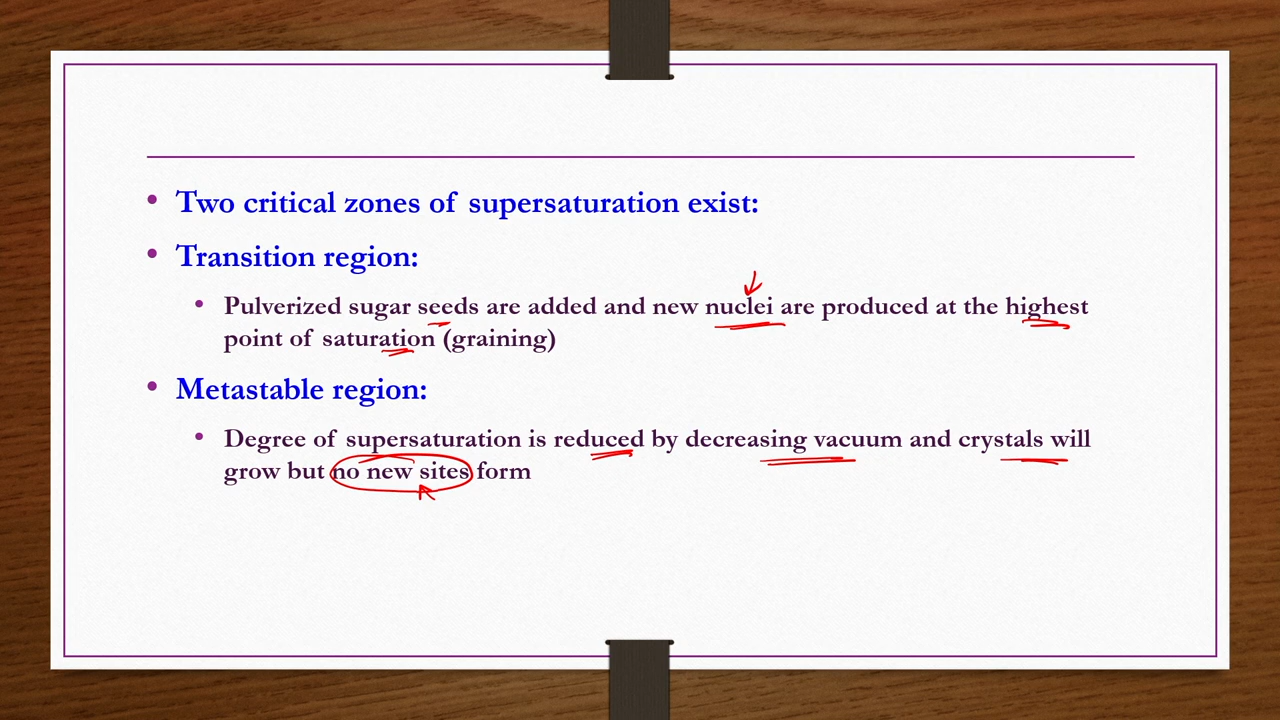 Two critical zones of supersaturation exist:
Transition region:
Pulverized sugar seeds are added and new nuclei are produced at the highest
point of saturation (graining)
Metastable region:
Degree of supersaturation is reduced by decreasing vacuum and crystals will
grow but no new sites form